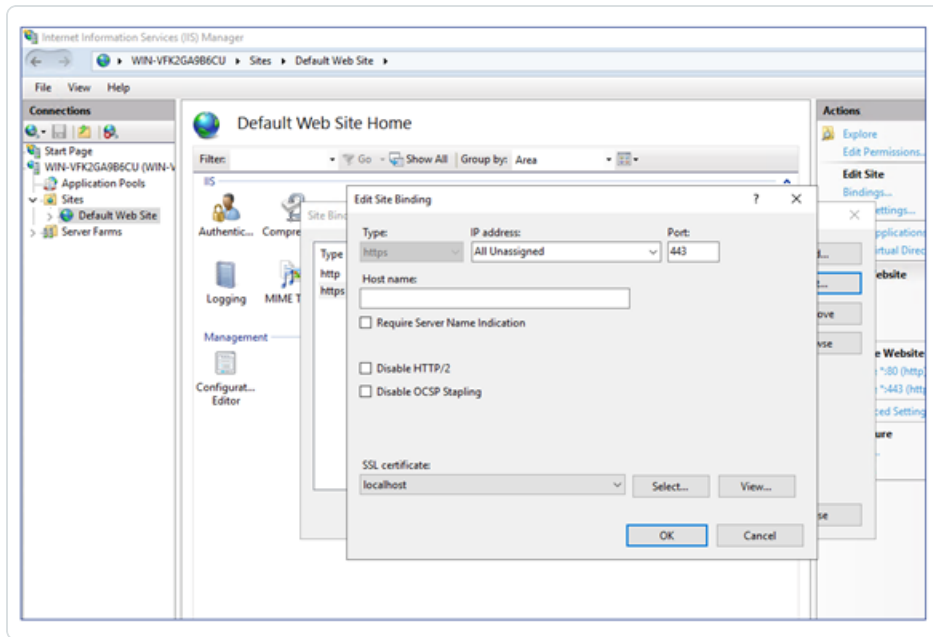 Internet Information Services (IIS) Manager
WIN-VFK2GA9B6CU Sites Default Web Site
File View Help
Connections
Start Page
WIN-VFK2GA9B6CU (WIN-V
Application Pools
Sites
Default Web Site
Server Farms
Default Web Site Home
Filter: Go Show All Group by: Area
IIS
Authentic... Compre
Logging MIME T
Management
Configurat...
Editor
Site Bind
Type
http
https
Edit Site Binding ? X
Type: IP address: Port:
https All Unassigned 443
Host name:
Require Server Name Indication
Disable HTTP/2
Disable OCSP Stapling
SSL certificate:
localhost Select... View...
OK Cancel
...
...
ove
wse
se
Actions
Explore
Edit Permissions...
Edit Site
Bindings...
ettings...
pplications
rtual Direc
ebsite
e Website
*:80 (http)
*:443 (http
ced Setting
ure